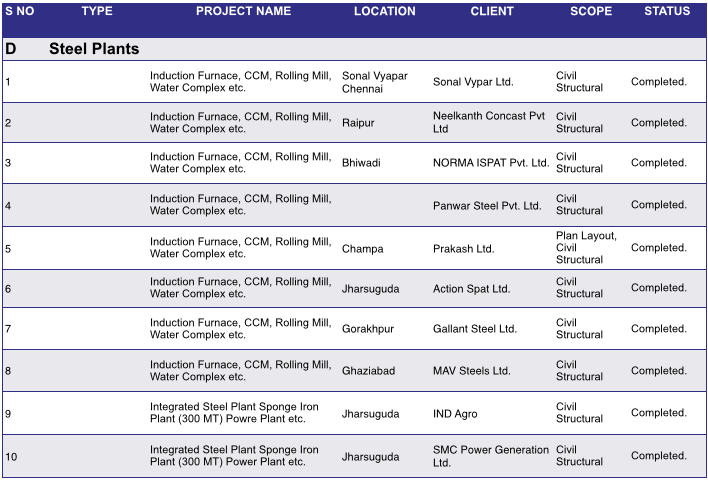 S NO TYPE PROJECT NAME LOCATION CLIENT SCOPE STATUS
D Steel Plants
1 Induction Furnace, CCM, Rolling Mill, Water Complex etc. Sonal Vyapar Chennai Sonal Vypar Ltd. Civil Structural Completed.
2 Induction Furnace, CCM, Rolling Mill, Water Complex etc. Raipur Neelkanth Concast Pvt Ltd Civil Structural Completed.
3 Induction Furnace, CCM, Rolling Mill, Water Complex etc. Bhiwadi NORMA ISPAT Pvt. Ltd. Civil Structural Completed.
4 Induction Furnace, CCM, Rolling Mill, Water Complex etc. Panwar Steel Pvt. Ltd. Civil Structural Completed.
5 Induction Furnace, CCM, Rolling Mill, Water Complex etc. Champa Prakash Ltd. Plan Layout, Civil Structural Completed.
6 Induction Furnace, CCM, Rolling Mill, Water Complex etc. Jharsuguda Action Spat Ltd. Civil Structural Completed.
7 Induction Furnace, CCM, Rolling Mill, Water Complex etc. Gorakhpur Gallant Steel Ltd. Civil Structural Completed.
8 Induction Furnace, CCM, Rolling Mill, Water Complex etc. Ghaziabad MAV Steels Ltd. Civil Structural Completed.
9 Integrated Steel Plant Sponge Iron Plant (300 MT) Powre Plant etc. Jharsuguda IND Agro Civil Structural Completed.
10 Integrated Steel Plant Sponge Iron Plant (300 MT) Power Plant etc. Jharsuguda SMC Power Generation Ltd. Civil Structural Completed.